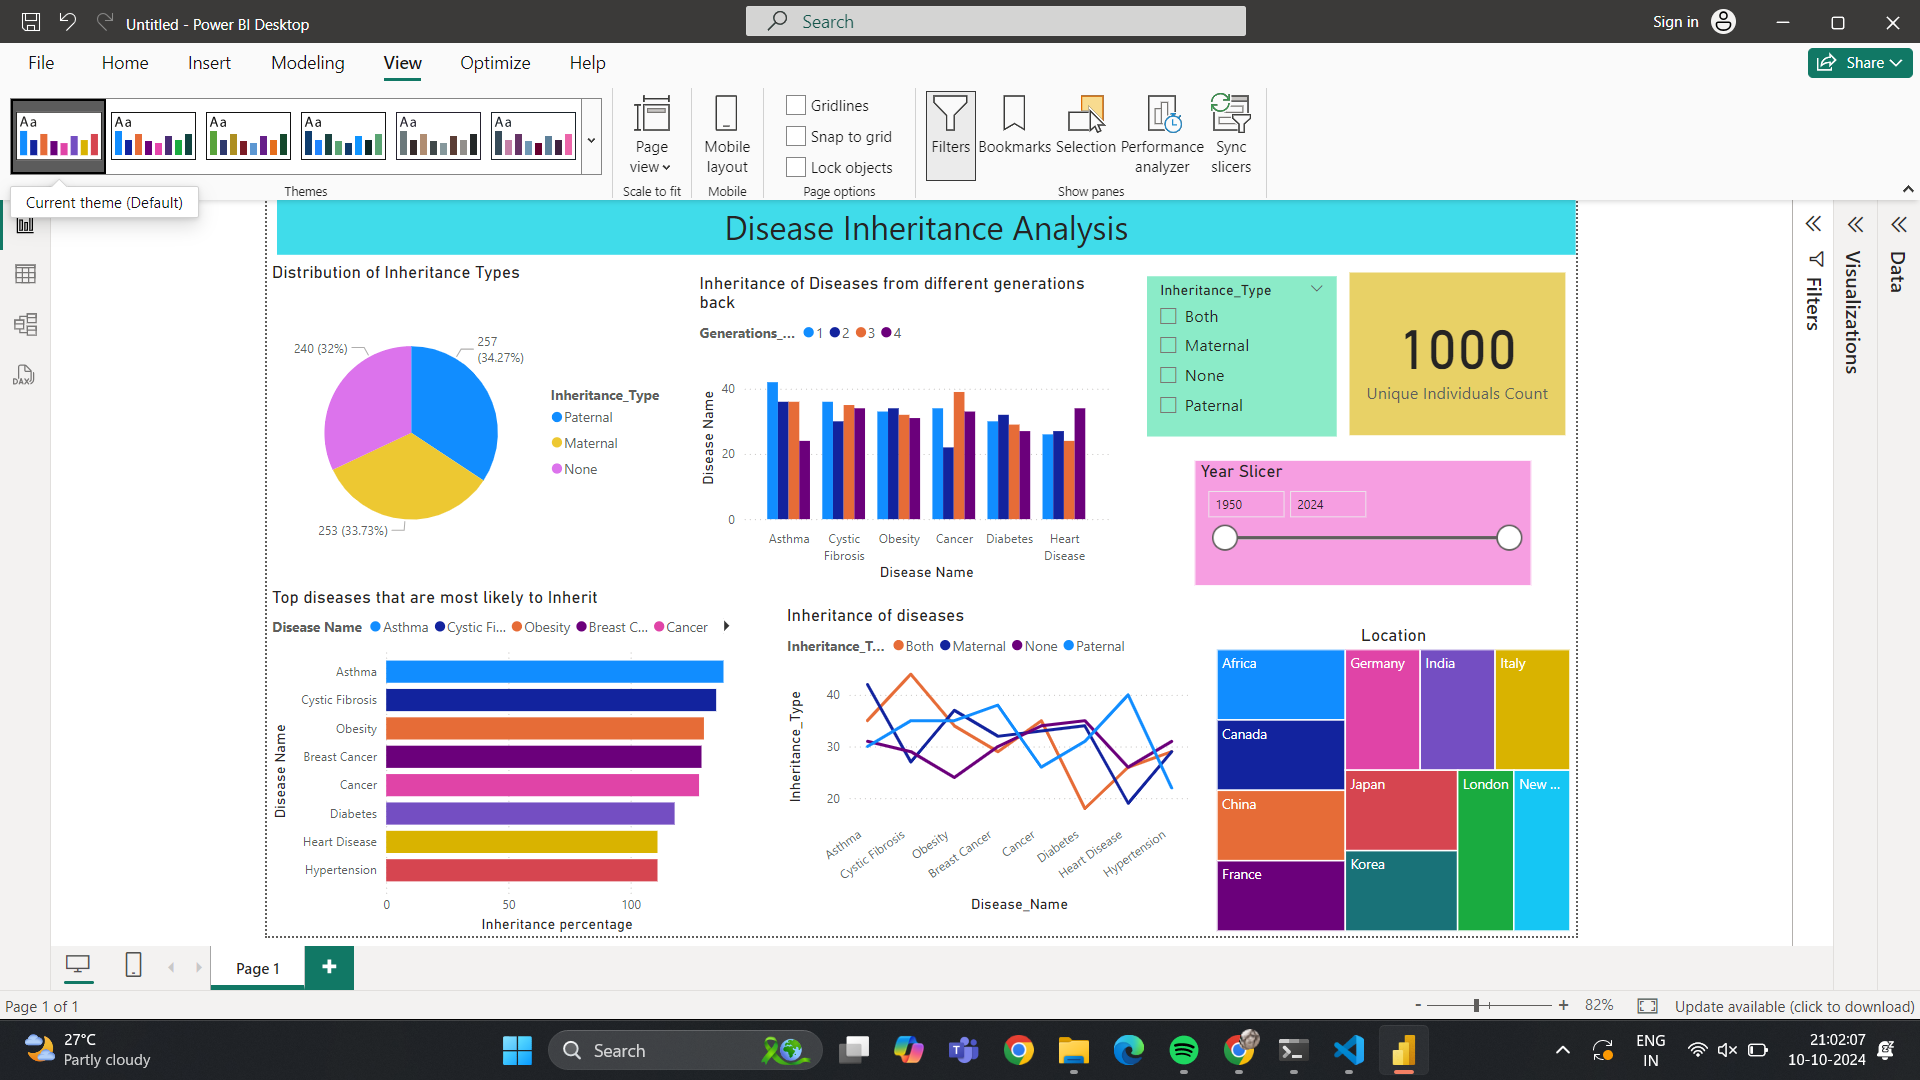 Untitled - Power BI Desktop
Search
Sign in
File
Home
Insert
Modeling
View
Optimize
Help
Share
Aa
Aa
Aa
Aa
Aa
Aa
Themes
Page view
Scale to fit
Mobile layout
Mobile
Gridlines
Snap to grid
Lock objects
Page options
Filters
Bookmarks
Selection
Performance analyzer
Sync slicers
Show panes
Current theme (Default)
DAX
Disease Inheritance Analysis
Distribution of Inheritance Types
240 (32%)
257
(34.27%)
253 (33.73%)
Inheritance_Type
Paternal
Maternal
None
Inheritance of Diseases from different generations
back
Generations_... 1 2 3 4
Disease Name
40
20
0
Asthma
Cystic
Fibrosis
Obesity
Cancer
Diabetes
Heart
Disease
Disease Name
Inheritance_Type
Both
Maternal
None
Paternal
1000
Unique Individuals Count
Year Slicer
1950
2024
Top diseases that are most likely to Inherit
Disease Name Asthma Cystic Fi... Obesity Breast C... Cancer
Disease Name
Asthma
Cystic Fibrosis
Obesity
Breast Cancer
Cancer
Diabetes
Heart Disease
Hypertension
0 50 100
Inheritance percentage
Inheritance of diseases
Inheritance_T... Both Maternal None Paternal
Inheritance_Type
40
30
20
Asthma
Cystic Fibrosis
Obesity
Breast Cancer
Cancer
Diabetes
Heart Disease
Hypertension
Disease_Name
Location
Africa
Canada
China
France
Germany
India
Italy
Japan
Korea
London
New ...
Filters
Visualizations
Data
Page 1
Page 1 of 1
- + 82%
Update available (click to download)
27°C
Partly cloudy
Search
ENG
IN
21:02:07
10-10-2024